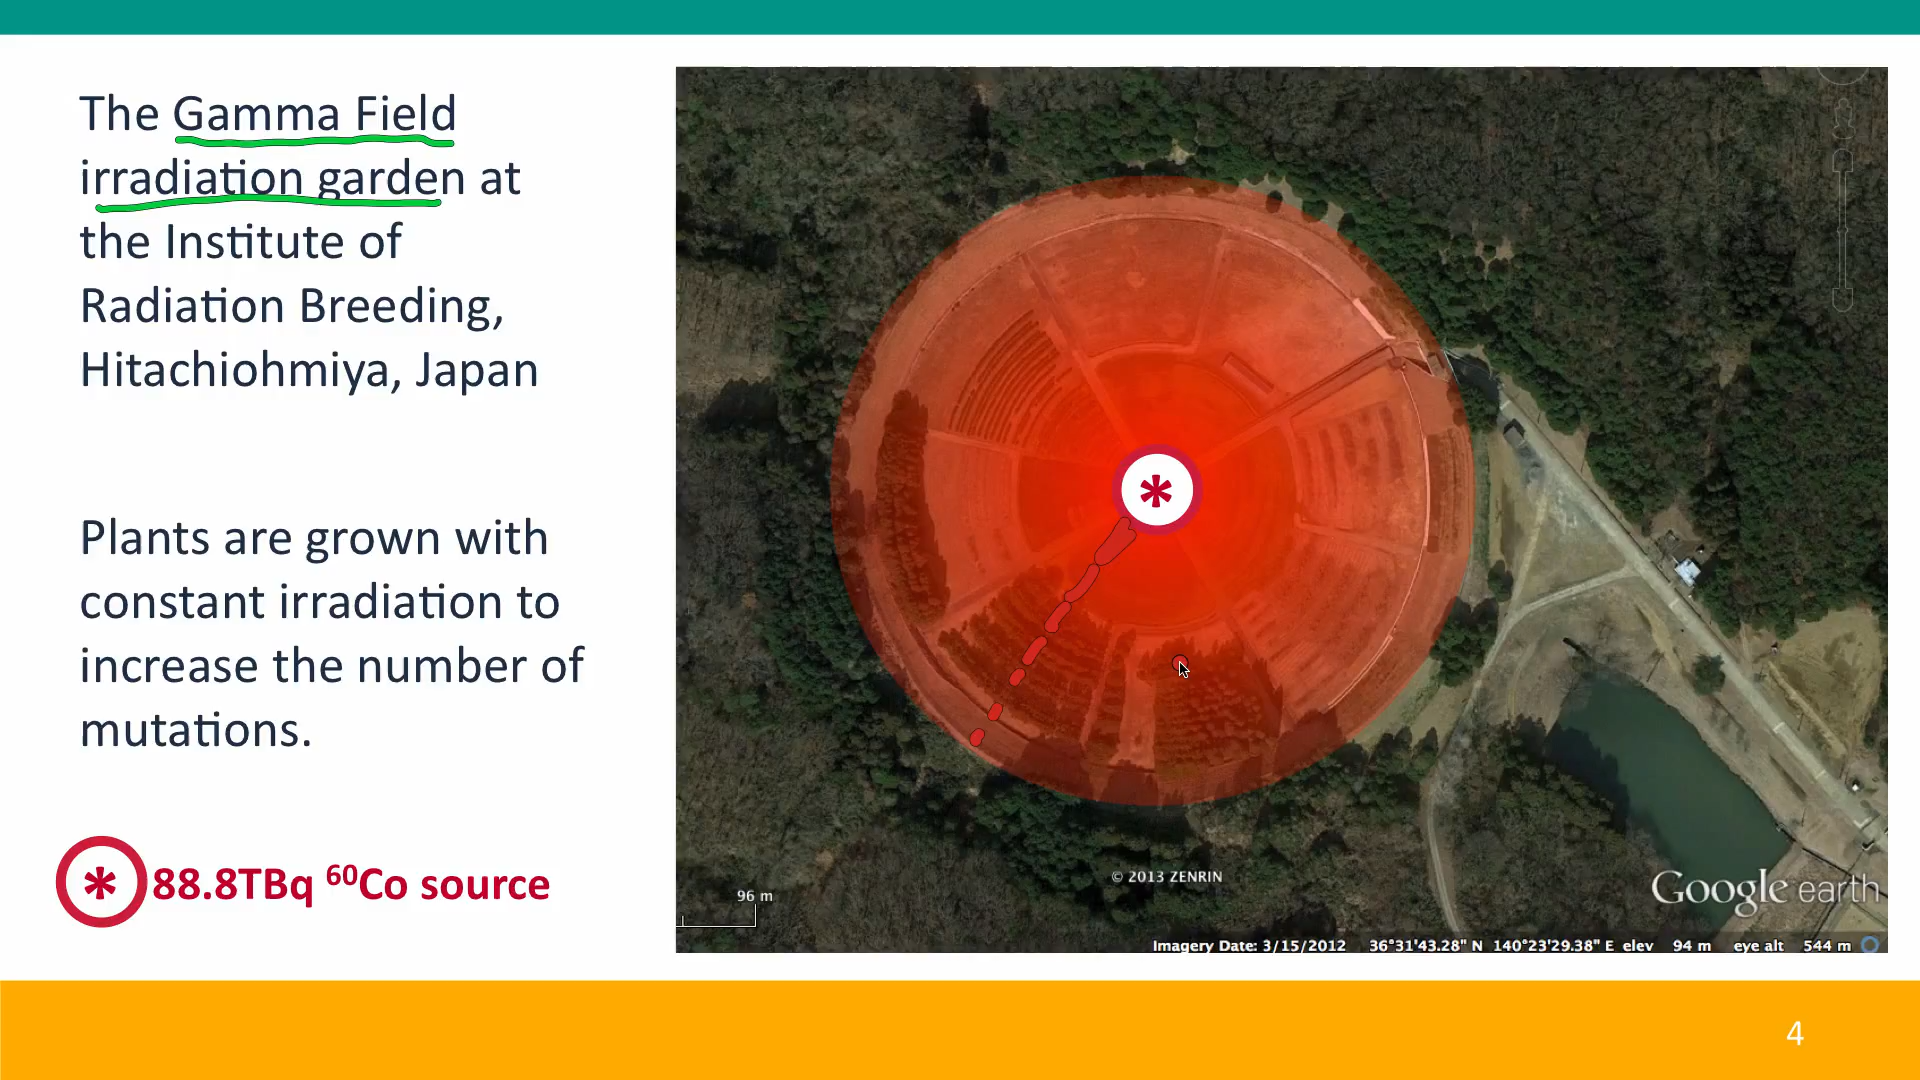 The Gamma Field
irradiation garden at
the Institute of
Radiation Breeding,
Hitachiohmiya, Japan
Plants are grown with
constant irradiation to
increase the number of
mutations.
* 88.8TBq ⁶⁰Co source
*
96 m
© 2013 ZENRIN
Google earth
Imagery Date: 3/15/2012 36°31'43.28" N 140°23'29.38" E elev 94 m eye alt 544 m
4